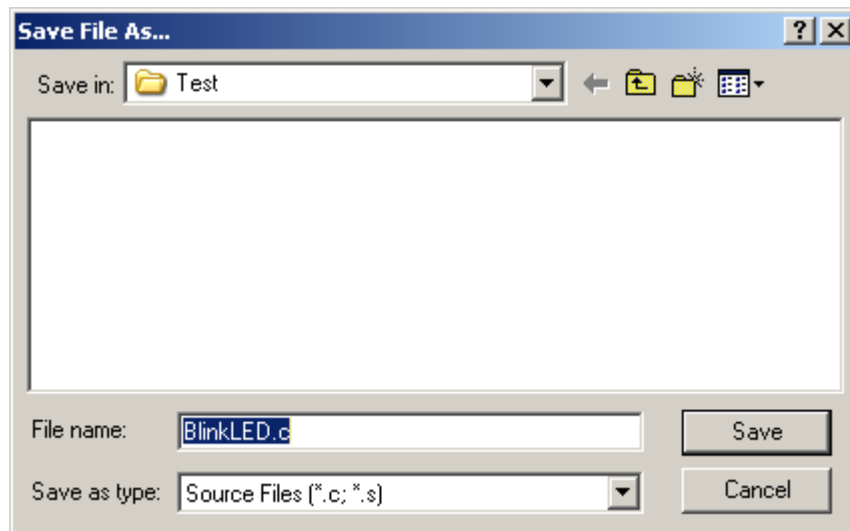 Save File As...
Save in: Test
File name: BlinkLED.c Save
Save as type: Source Files (*.c; *.s) Cancel